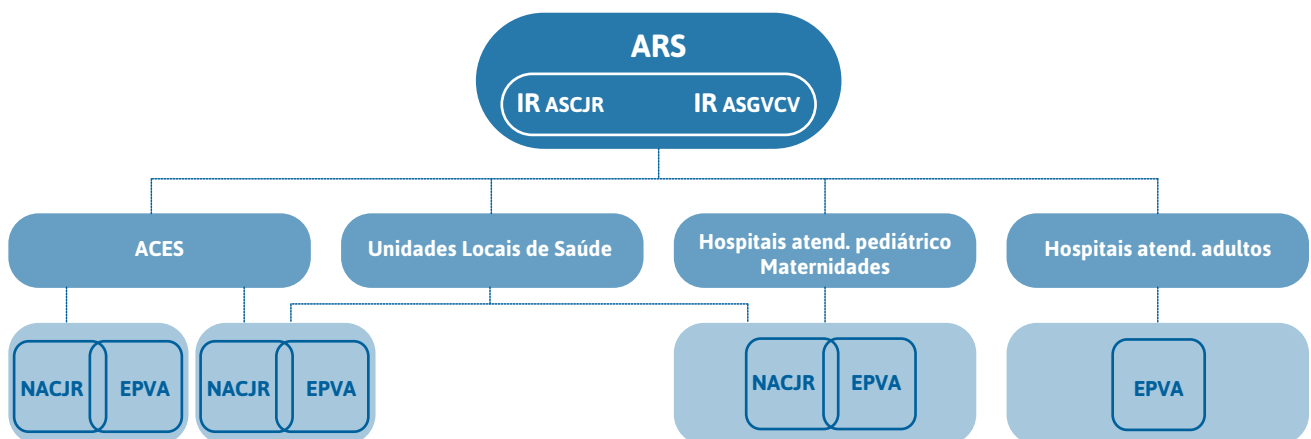 ARS
IR ASCJR
IR ASGVCV
ACES
Unidades Locais de Saúde
Hospitais atend. pediátrico
Maternidades
Hospitais atend. adultos
NACJR
EPVA
NACJR
EPVA
NACJR
EPVA
EPVA